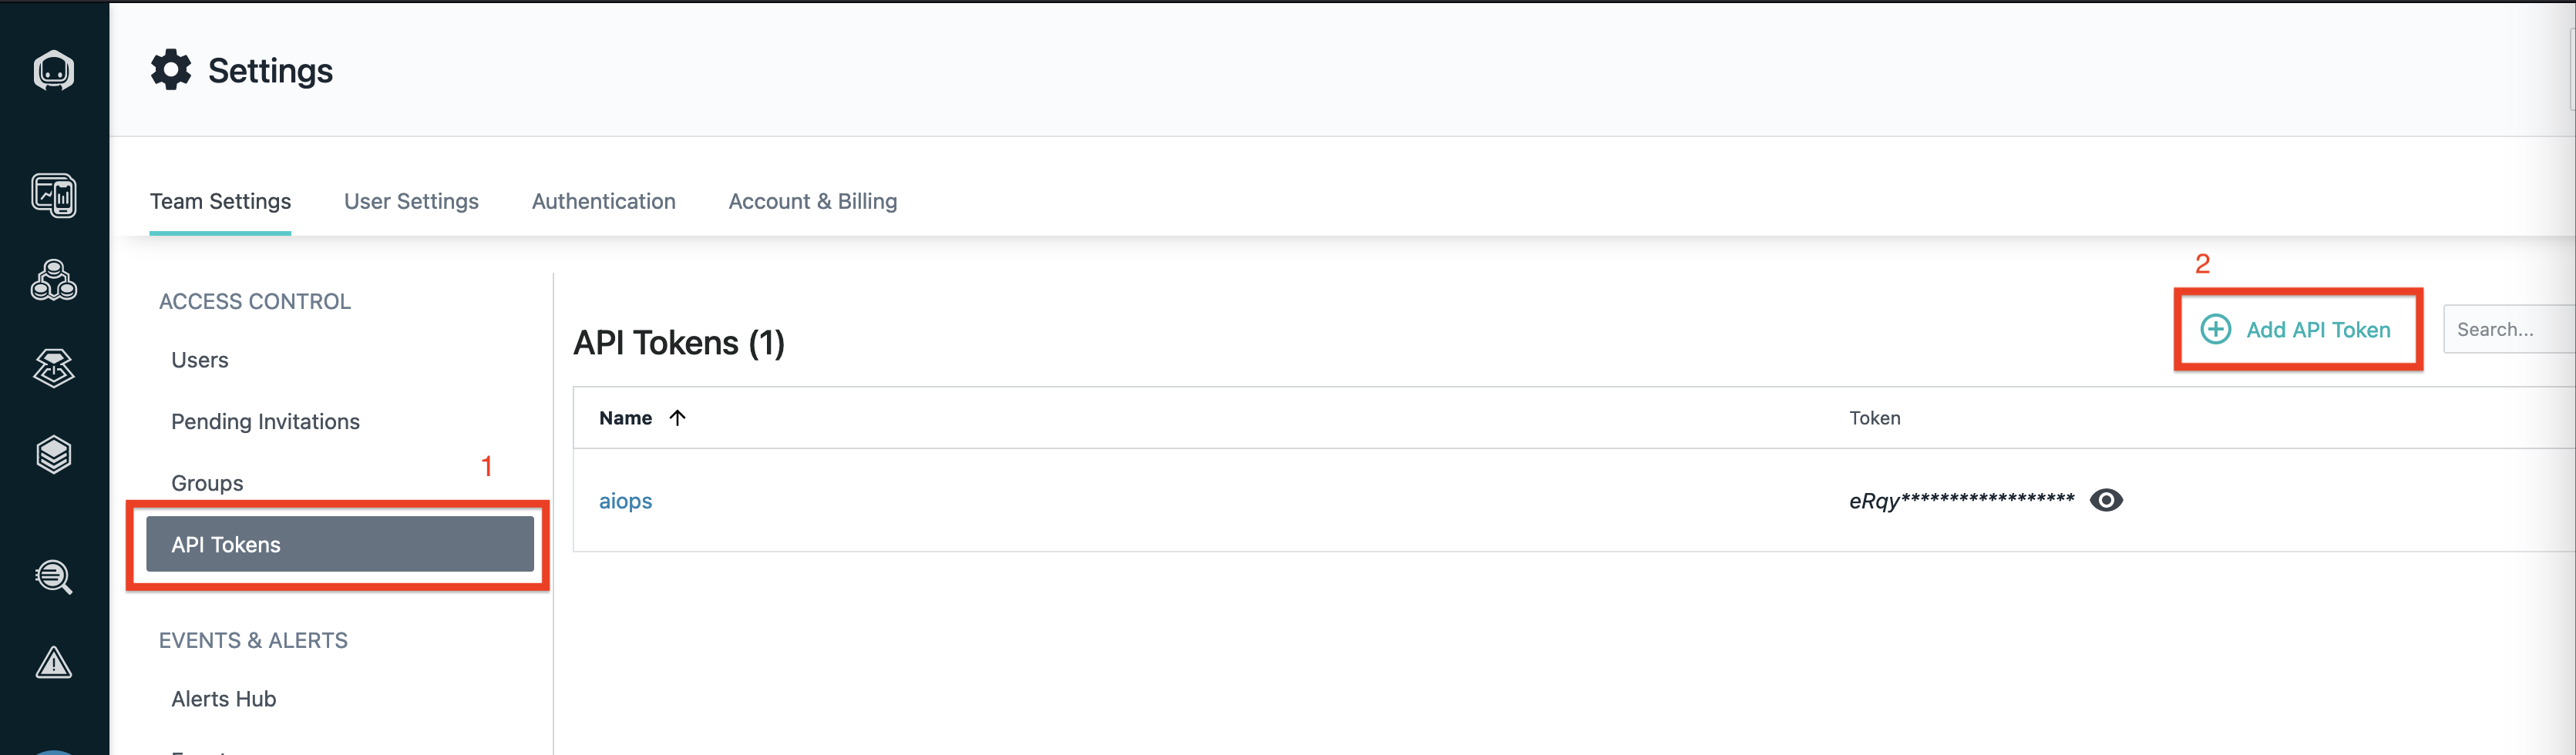 Settings
Team Settings User Settings Authentication Account & Billing
ACCESS CONTROL
Users
Pending Invitations
Groups
1
API Tokens
EVENTS & ALERTS
Alerts Hub
API Tokens (1)
2
Add API Token
Search...
Name Token
aiops eRqy******************